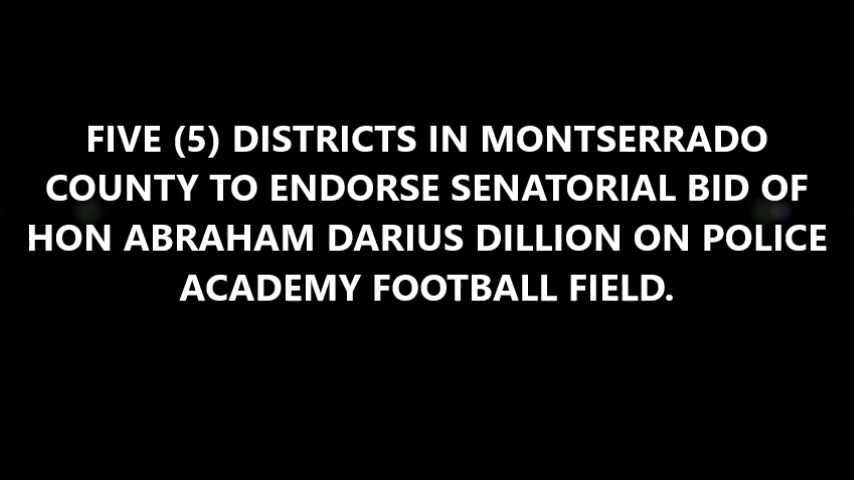 FIVE (5) DISTRICTS IN MONTSERRADO
COUNTY TO ENDORSE SENATORIAL BID OF
HON ABRAHAM DARIUS DILLION ON POLICE
ACADEMY FOOTBALL FIELD.